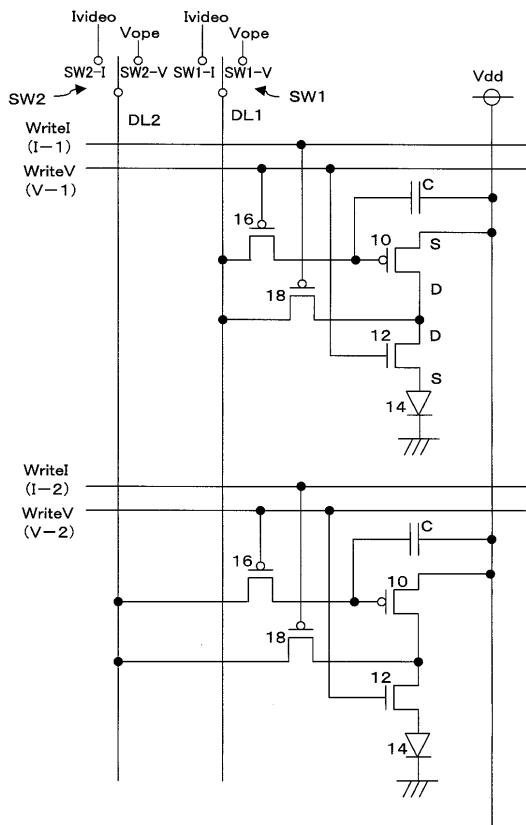 Ivideo Ivideo
Vope Vope
SW2-I SW2-V SW1-I SW1-V
SW2 SW1
Vdd
DL2 DL1
WriteI
(I-1)
WriteV
(V-1)
C
16
10 S
D
18
D
12
S
14
WriteI
(I-2)
WriteV
(V-2)
C
16
10
18
12
14